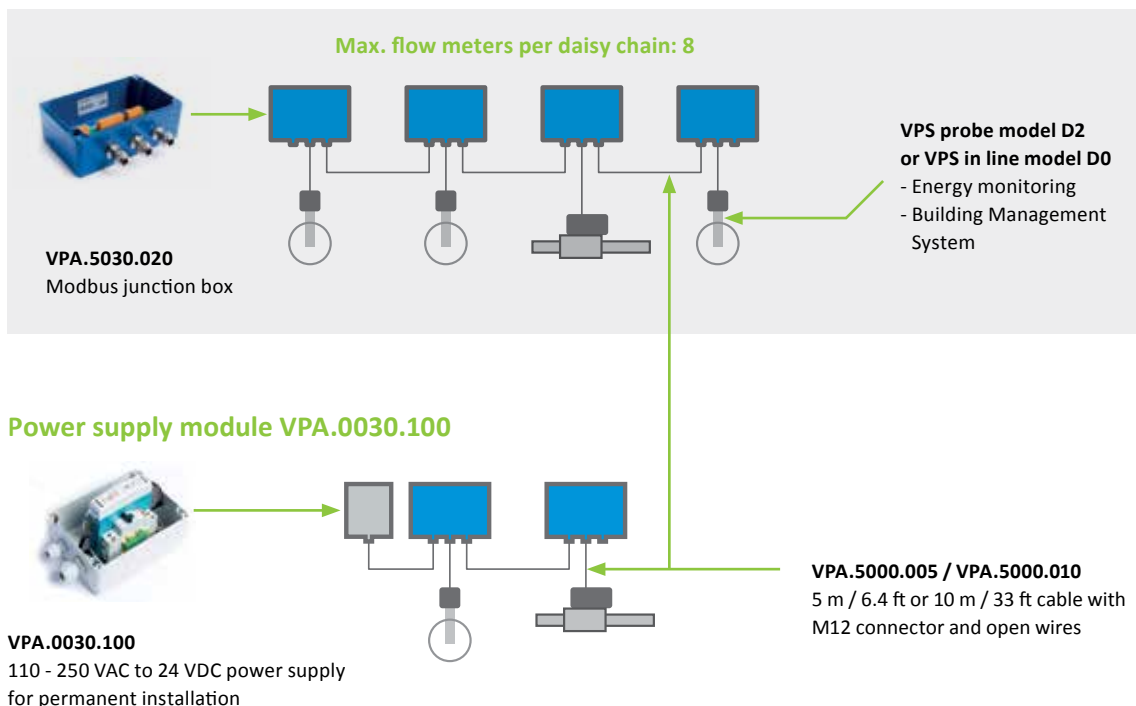 Max. flow meters per daisy chain: 8
VPA.5030.020
Modbus junction box
VPS probe model D2
or VPS in line model D0
- Energy monitoring
- Building Management
System
Power supply module VPA.0030.100
VPA.0030.100
110 - 250 VAC to 24 VDC power supply
for permanent installation
VPA.5000.005 / VPA.5000.010
5 m / 6.4 ft or 10 m / 33 ft cable with
M12 connector and open wires